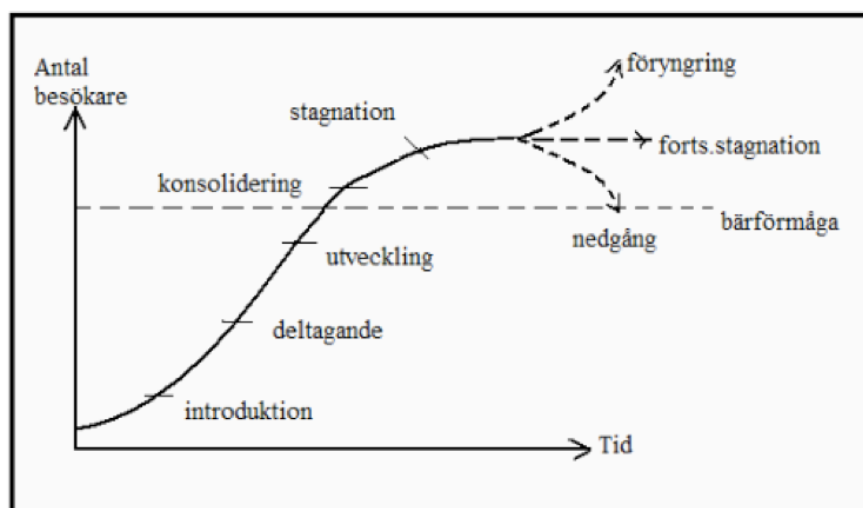 Antal
besökare
föryngring
stagnation
forts.stagnation
konsolidering
bärförmåga
nedgång
utveckling
deltagande
introduktion
Tid